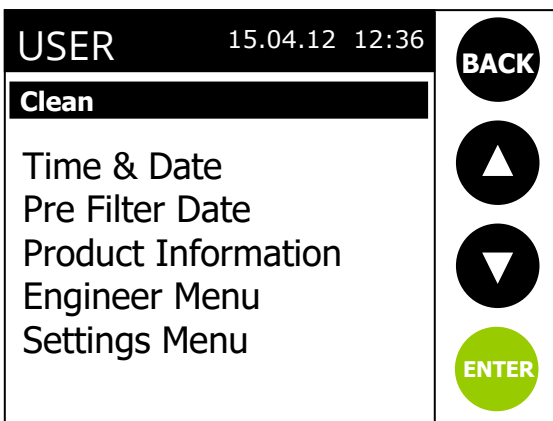 USER 15.04.12 12:36
BACK
Clean
Time & Date
Pre Filter Date
Product Information
Engineer Menu
Settings Menu
ENTER